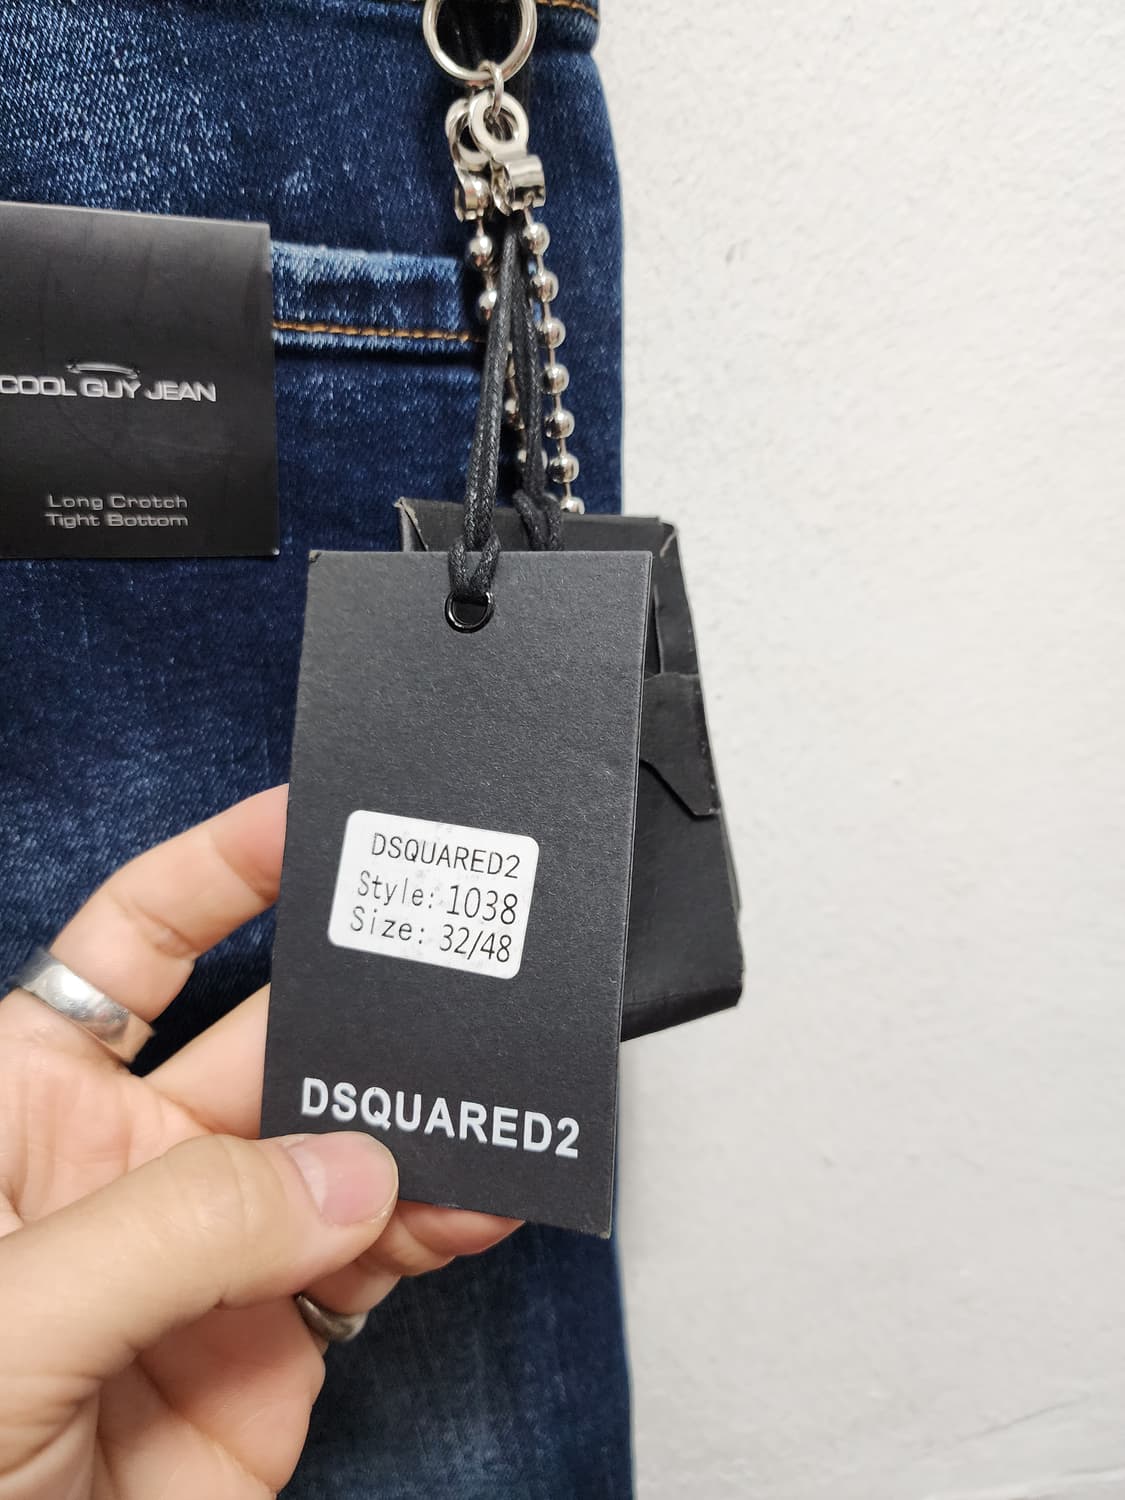 COOL GUY JEAN
Long Crotch
Tight Bottom
DSQUARED2
Style: 1038
Size: 32/48
DSQUARED2